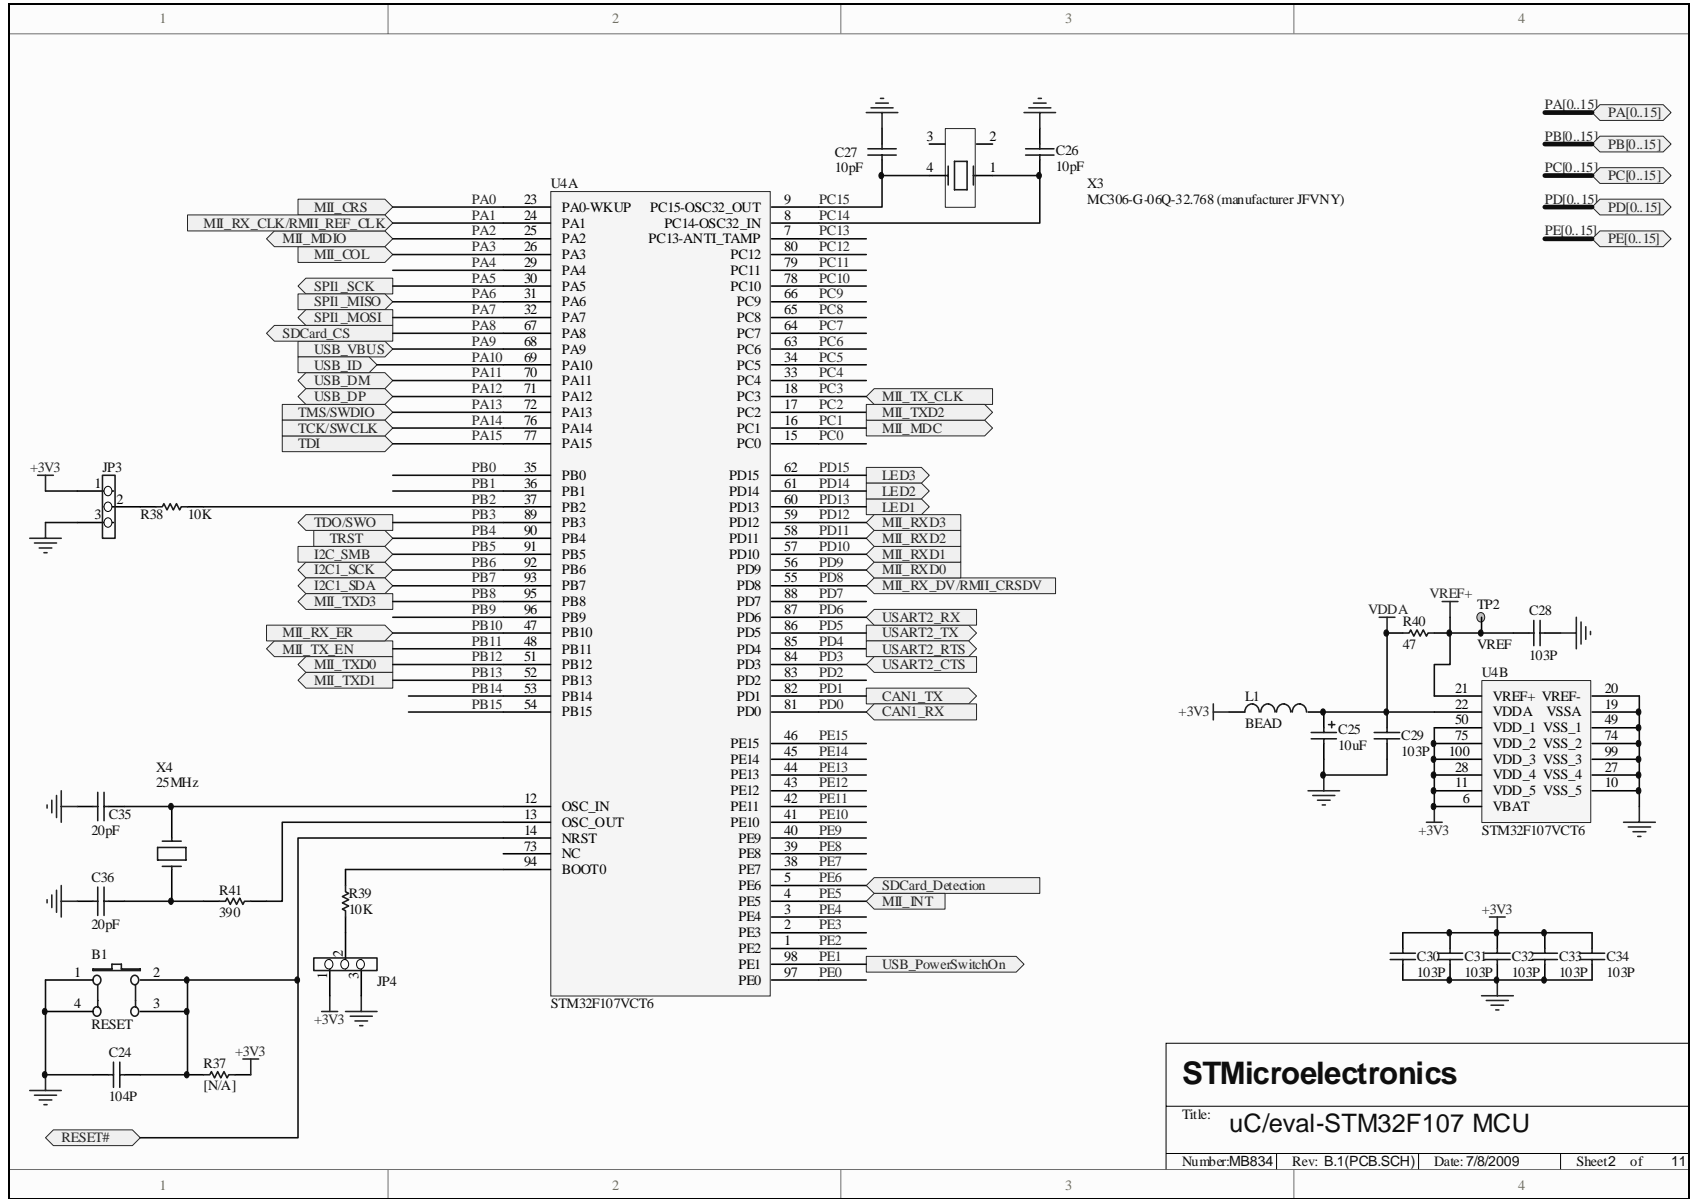 1 2 3 4
PA[0..15] PA[0..15]
PB[0..15] PB[0..15]
PC[0..15] PC[0..15]
PD[0..15] PD[0..15]
PE[0..15] PE[0..15]
C27
10pF
3 2
4 1
C26
10pF
X3
MC306-G-06Q-32.768 (manufacturer JFVNY)
U4A
MII_CRS PA0 23 PA0-WKUP PC15-OSC32_OUT 9 PC15
MII_RX_CLK/RMII_REF_CLK PA1 24 PA1 PC14-OSC32_IN 8 PC14
MII_MDIO PA2 25 PA2 PC13-ANTI_TAMP 7 PC13
MII_COL PA3 26 PA3 PC12 80 PC12
PA4 29 PA4 PC11 79 PC11
SPI1_SCK PA5 30 PA5 PC10 78 PC10
SPI1_MISO PA6 31 PA6 PC9 66 PC9
SPI1_MOSI PA7 32 PA7 PC8 65 PC8
SDCard_CS PA8 67 PA8 PC7 64 PC7
USB_VBUS PA9 68 PA9 PC6 63 PC6
USB_ID PA10 69 PA10 PC5 34 PC5
USB_DM PA11 70 PA11 PC4 33 PC4
USB_DP PA12 71 PA12 PC3 18 PC3 MII_TX_CLK
TMS/SWDIO PA13 72 PA13 PC2 17 PC2 MII_TXD2
TCK/SWCLK PA14 76 PA14 PC1 16 PC1 MII_MDC
TDI PA15 77 PA15 PC0 15 PC0
PB0 35 PB0 PD15 62 PD15 LED3
PB1 36 PB1 PD14 61 PD14 LED2
PB2 37 PB2 PD13 60 PD13 LED1
TDO/SWO PB3 89 PB3 PD12 59 PD12 MII_RXD3
TRST PB4 90 PB4 PD11 58 PD11 MII_RXD2
I2C_SMB PB5 91 PB5 PD10 57 PD10 MII_RXD1
I2C1_SCK PB6 92 PB6 PD9 56 PD9 MII_RXD0
I2C1_SDA PB7 93 PB7 PD8 55 PD8 MII_RX_DV/RMII_CRSDV
MII_TXD3 PB8 95 PB8 PD7 88 PD7
PB9 96 PB9 PD6 87 PD6 USART2_RX
MII_RX_ER PB10 47 PB10 PD5 86 PD5 USART2_TX
MII_TX_EN PB11 48 PB11 PD4 85 PD4 USART2_RTS
MII_TXD0 PB12 51 PB12 PD3 84 PD3 USART2_CTS
MII_TXD1 PB13 52 PB13 PD2 83 PD2
PB14 53 PB14 PD1 82 PD1 CAN1_TX
PB15 54 PB15 PD0 81 PD0 CAN1_RX
PE15 46 PE15
PE14 45 PE14
PE13 44 PE13
PE12 43 PE12
12 OSC_IN PE11 42 PE11
13 OSC_OUT PE10 41 PE10
14 NRST PE9 40 PE9
73 NC PE8 39 PE8
94 BOOT0 PE7 38 PE7
PE6 5 PE6 SDCard_Detection
PE5 4 PE5 MII_INT
PE4 3 PE4
PE3 2 PE3
PE2 1 PE2
PE1 98 PE1 USB_PowerSwitchOn
PE0 97 PE0
STM32F107VCT6
+3V3 JP3
1
2
3
R38 10K
X4
25MHz
C35
20pF
C36
20pF
R41
390
R39
10K
1 2 3
JP4
+3V3
B1
1 2
4 3
RESET
C24
104P
R37
[N/A]
+3V3
RESET#
VDDA VREF+ TP2 C28
R40
47
VREF
103P
U4B
21 VREF+ VREF- 20
22 VDDA VSSA 19
50 VDD_1 VSS_1 49
75 VDD_2 VSS_2 74
100 VDD_3 VSS_3 99
28 VDD_4 VSS_4 27
11 VDD_5 VSS_5 10
6 VBAT
+3V3
STM32F107VCT6
+3V3 L1
BEAD
+ C25
10uF
C29
103P
+3V3
C30 C31 C32 C33 C34
103P 103P 103P 103P 103P
STMicroelectronics
Title: uC/eval-STM32F107 MCU
Number:MB834 Rev: B.1(PCB.SCH) Date: 7/8/2009 Sheet2 of 11
1 2 3 4